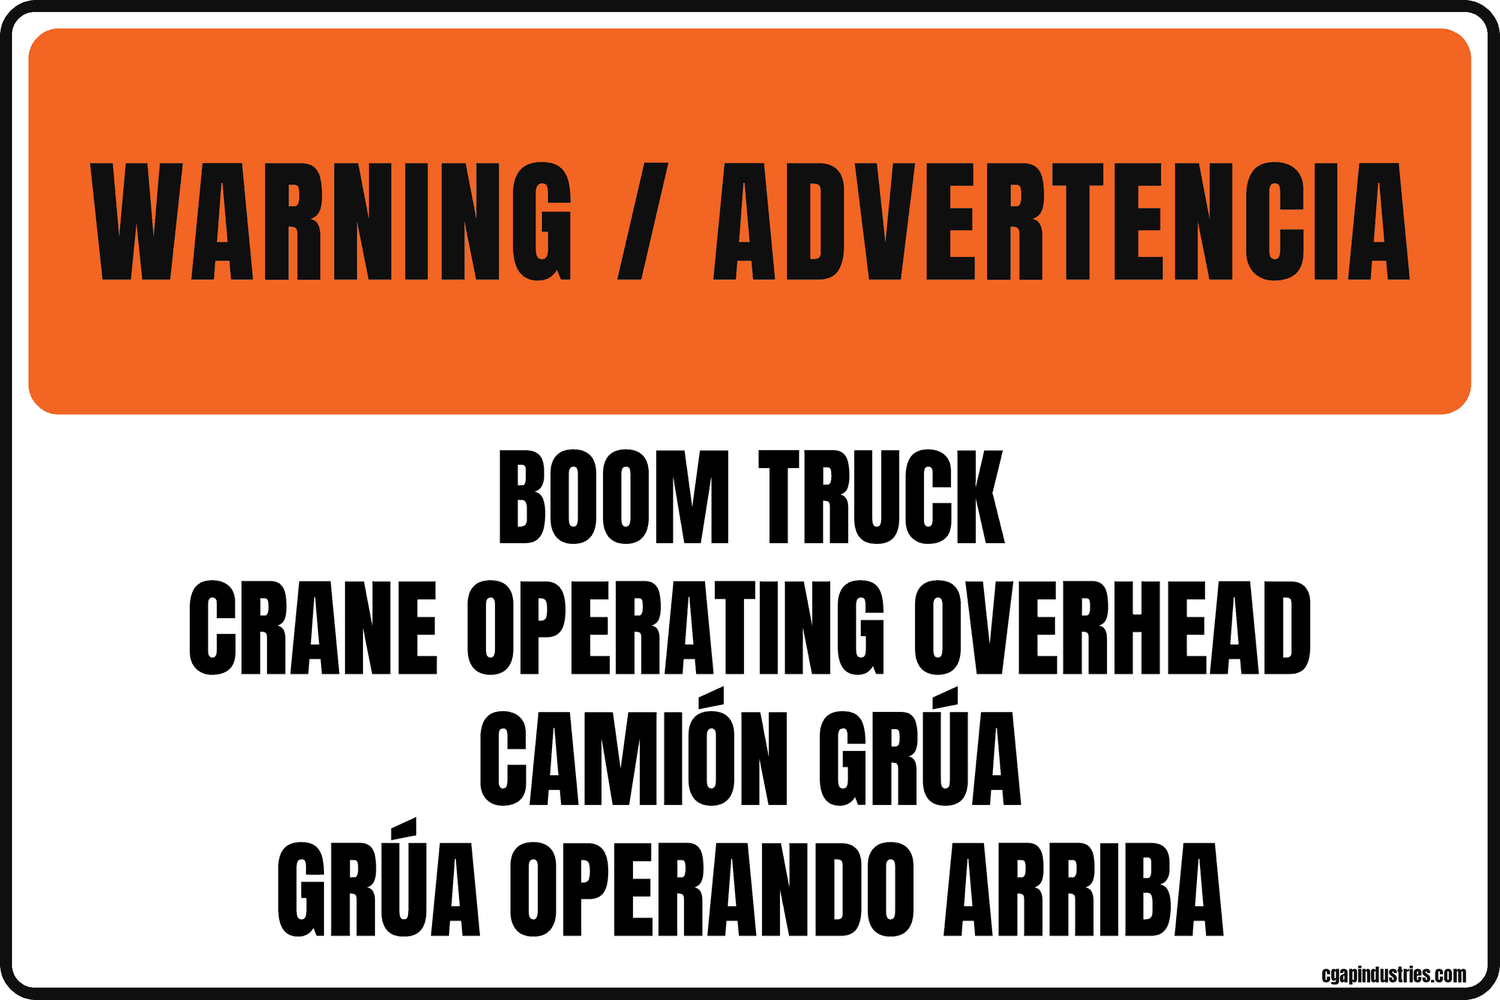 WARNING / ADVERTENCIA
BOOM TRUCK
CRANE OPERATING OVERHEAD
CAMIÓN GRÚA
GRÚA OPERANDO ARRIBA
cgapindustries.com